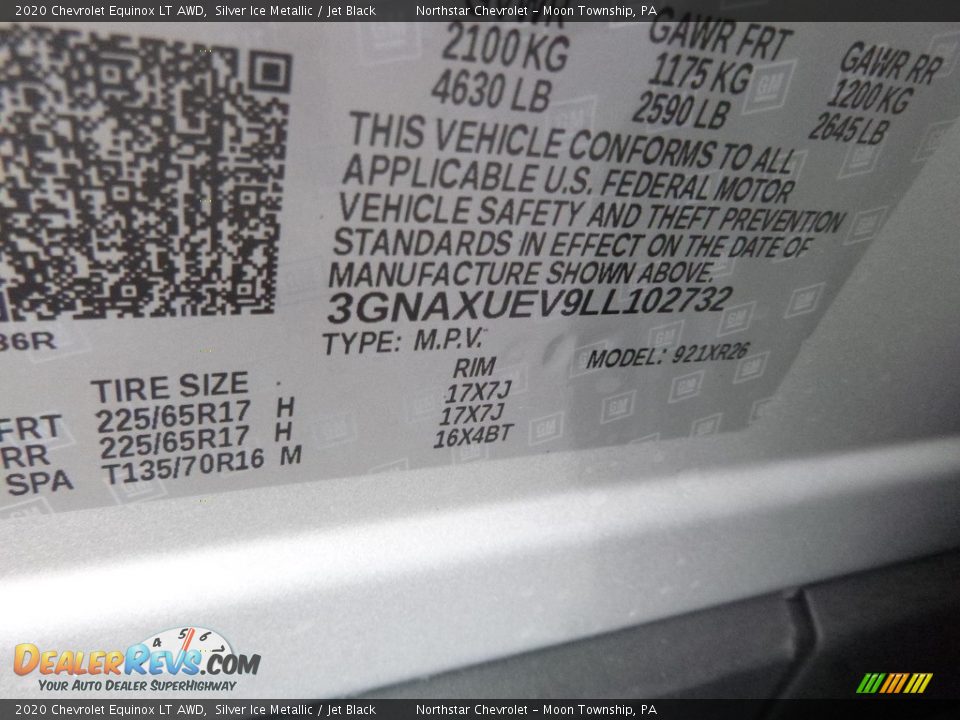 2020 Chevrolet Equinox LT AWD, Silver Ice Metallic / Jet Black Northstar Chevrolet – Moon Township, PA
GAWR FRT
GAWR RR
2100 KG
1175 KG
1200 KG
4630 LB
2590 LB
2645 LB
THIS VEHICLE CONFORMS TO ALL
APPLICABLE U.S. FEDERAL MOTOR
VEHICLE SAFETY AND THEFT PREVENTION
STANDARDS IN EFFECT ON THE DATE OF
MANUFACTURE SHOWN ABOVE.
3GNAXUEV9LL102732
TYPE: M.P.V.
MODEL: 921XR26
TIRE SIZE RIM
FRT 225/65R17 H 17X7J
RR 225/65R17 H 17X7J
SPA T135/70R16 M 16X4BT
4 5 6
DealerRevs.com
Your Auto Dealer SuperHighway
2020 Chevrolet Equinox LT AWD, Silver Ice Metallic / Jet Black Northstar Chevrolet – Moon Township, PA